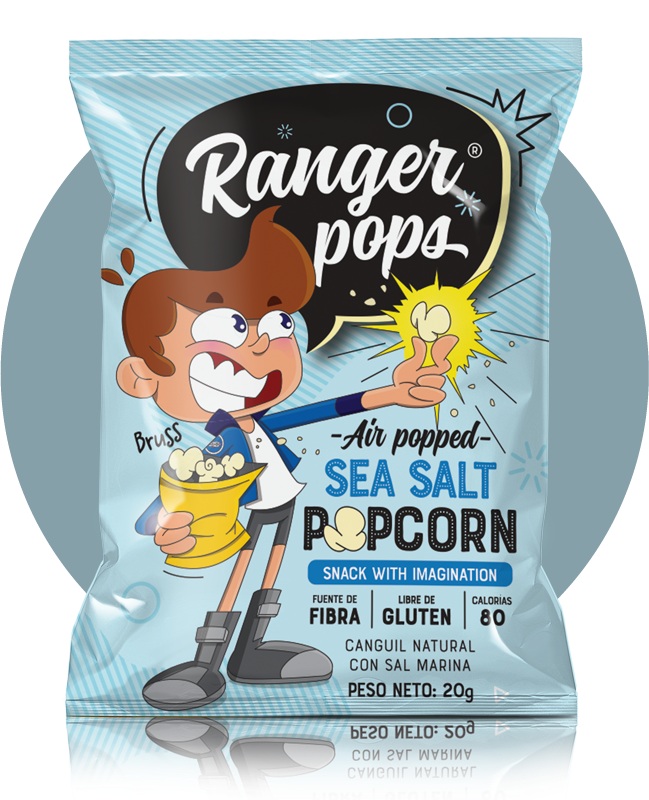 Ranger®
pops
Bruss
-Air popped-
SEA SALT
POPCORN
SNACK WITH IMAGINATION
FUENTE DE
FIBRA
LIBRE DE
GLUTEN
CALORÍAS
80
CANGUIL NATURAL
CON SAL MARINA
PESO NETO: 20g